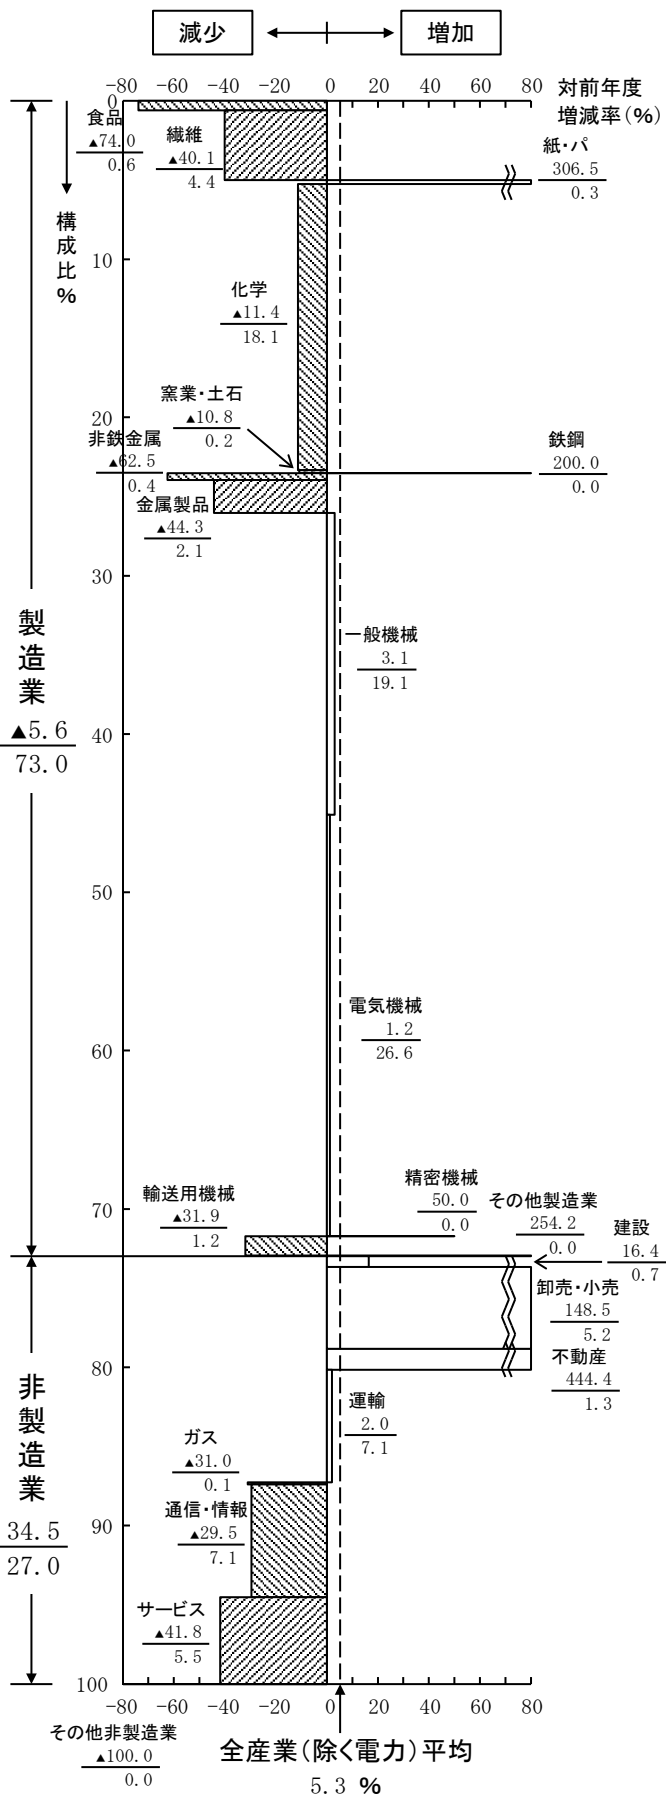 減少
増加
-80 -60 -40 -20 0 20 40 60 80
対前年度
増減率(%)
0
構成比%
食品
▲74.0
0.6
繊維
▲40.1
4.4
紙・パ
306.5
0.3
10
化学
▲11.4
18.1
窯業・土石
▲10.8
0.2
20
非鉄金属
▲62.5
0.4
鉄鋼
200.0
0.0
金属製品
▲44.3
2.1
30
製造業
▲5.6
73.0
一般機械
3.1
19.1
40
50
電気機械
1.2
26.6
60
精密機械
50.0
0.0
輸送用機械
▲31.9
1.2
70
その他製造業
254.2
0.0
建設
16.4
0.7
卸売・小売
148.5
5.2
不動産
444.4
1.3
80
非製造業
34.5
27.0
運輸
2.0
7.1
ガス
▲31.0
0.1
通信・情報
▲29.5
7.1
90
サービス
▲41.8
5.5
100
-80 -60 -40 -20 0 20 40 60 80
その他非製造業
▲100.0
0.0
全産業(除く電力)平均
5.3 %